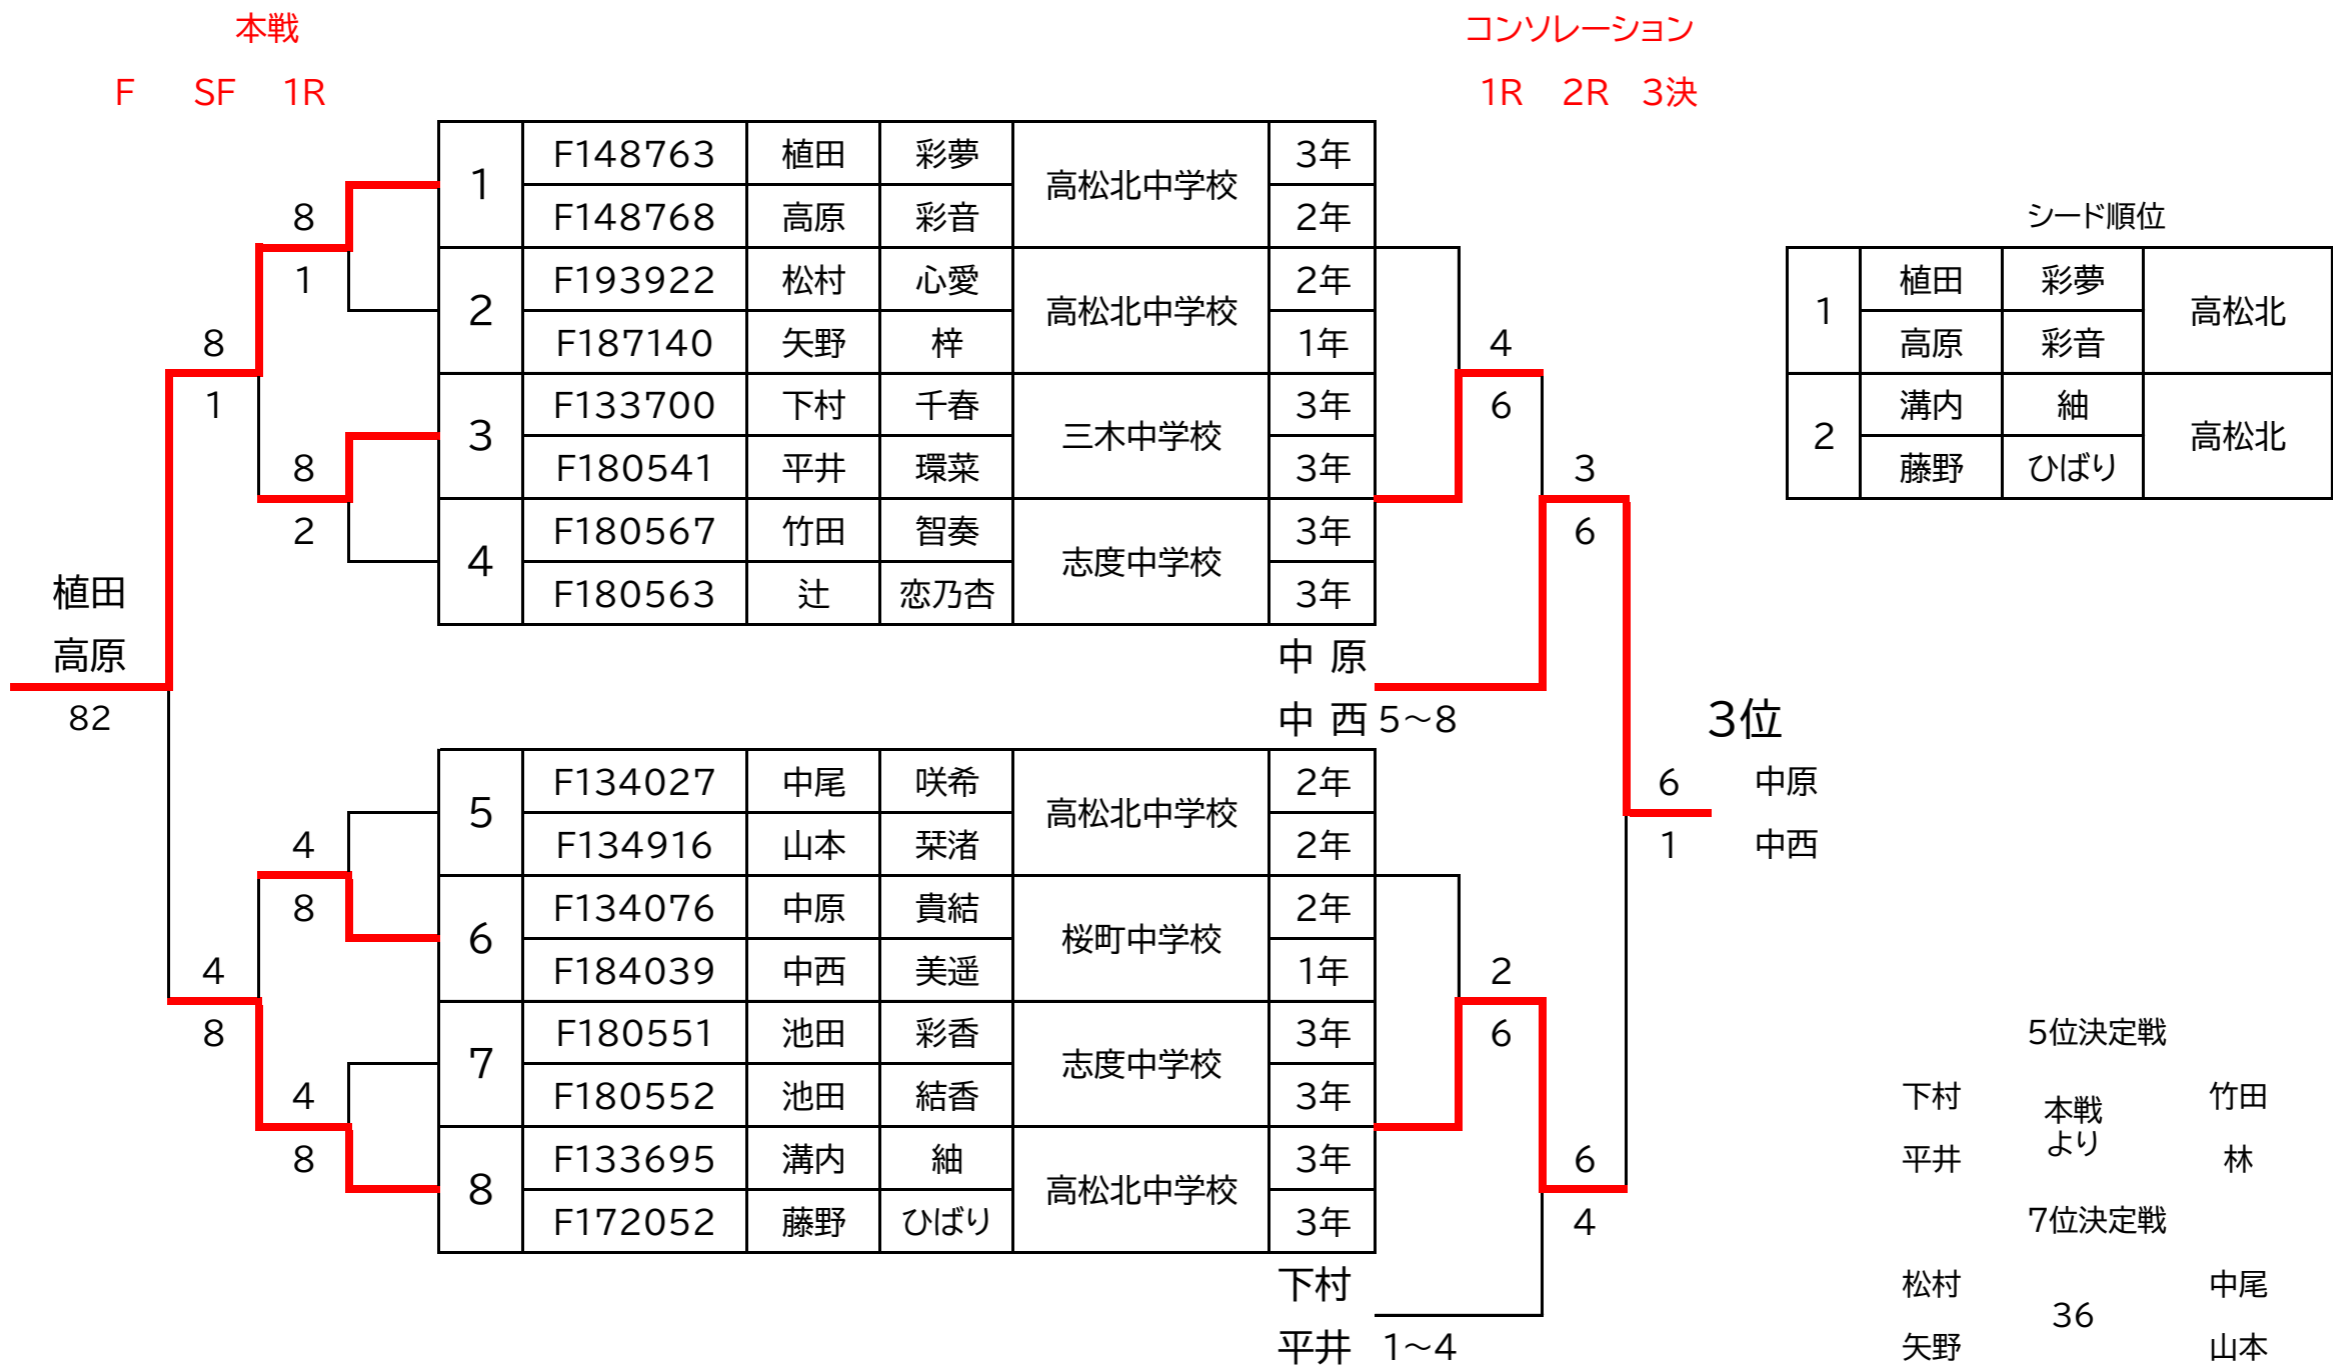 本戦 コンソレーション
F SF 1R 1R 2R 3決
1 F148763 植田 彩夢 高松北中学校 3年
F148768 高原 彩音 2年
8
1
2 F193922 松村 心愛 高松北中学校 2年
F187140 矢野 梓 1年
8
1
4
6
3 F133700 下村 千春 三木中学校 3年
F180541 平井 環菜 3年
8
2
3
6
4 F180567 竹田 智奏 志度中学校 3年
F180563 辻 恋乃杏 3年
シード順位
1 植田 彩夢 高松北
高原 彩音
2 溝内 紬 高松北
藤野 ひばり
植田
高原
82
中 原
中 西 5～8
3位
中原
中西
6
1
5 F134027 中尾 咲希 高松北中学校 2年
F134916 山本 栞渚 2年
4
8
6 F134076 中原 貴結 桜町中学校 2年
F184039 中西 美遥 1年
4
8
2
6
7 F180551 池田 彩香 志度中学校 3年
F180552 池田 結香 3年
4
8
6
4
8 F133695 溝内 紬 高松北中学校 3年
F172052 藤野 ひばり 3年
下村
平井 1～4
5位決定戦
下村 本戦 竹田
平井 より 林
7位決定戦
松村 中尾
36
矢野 山本